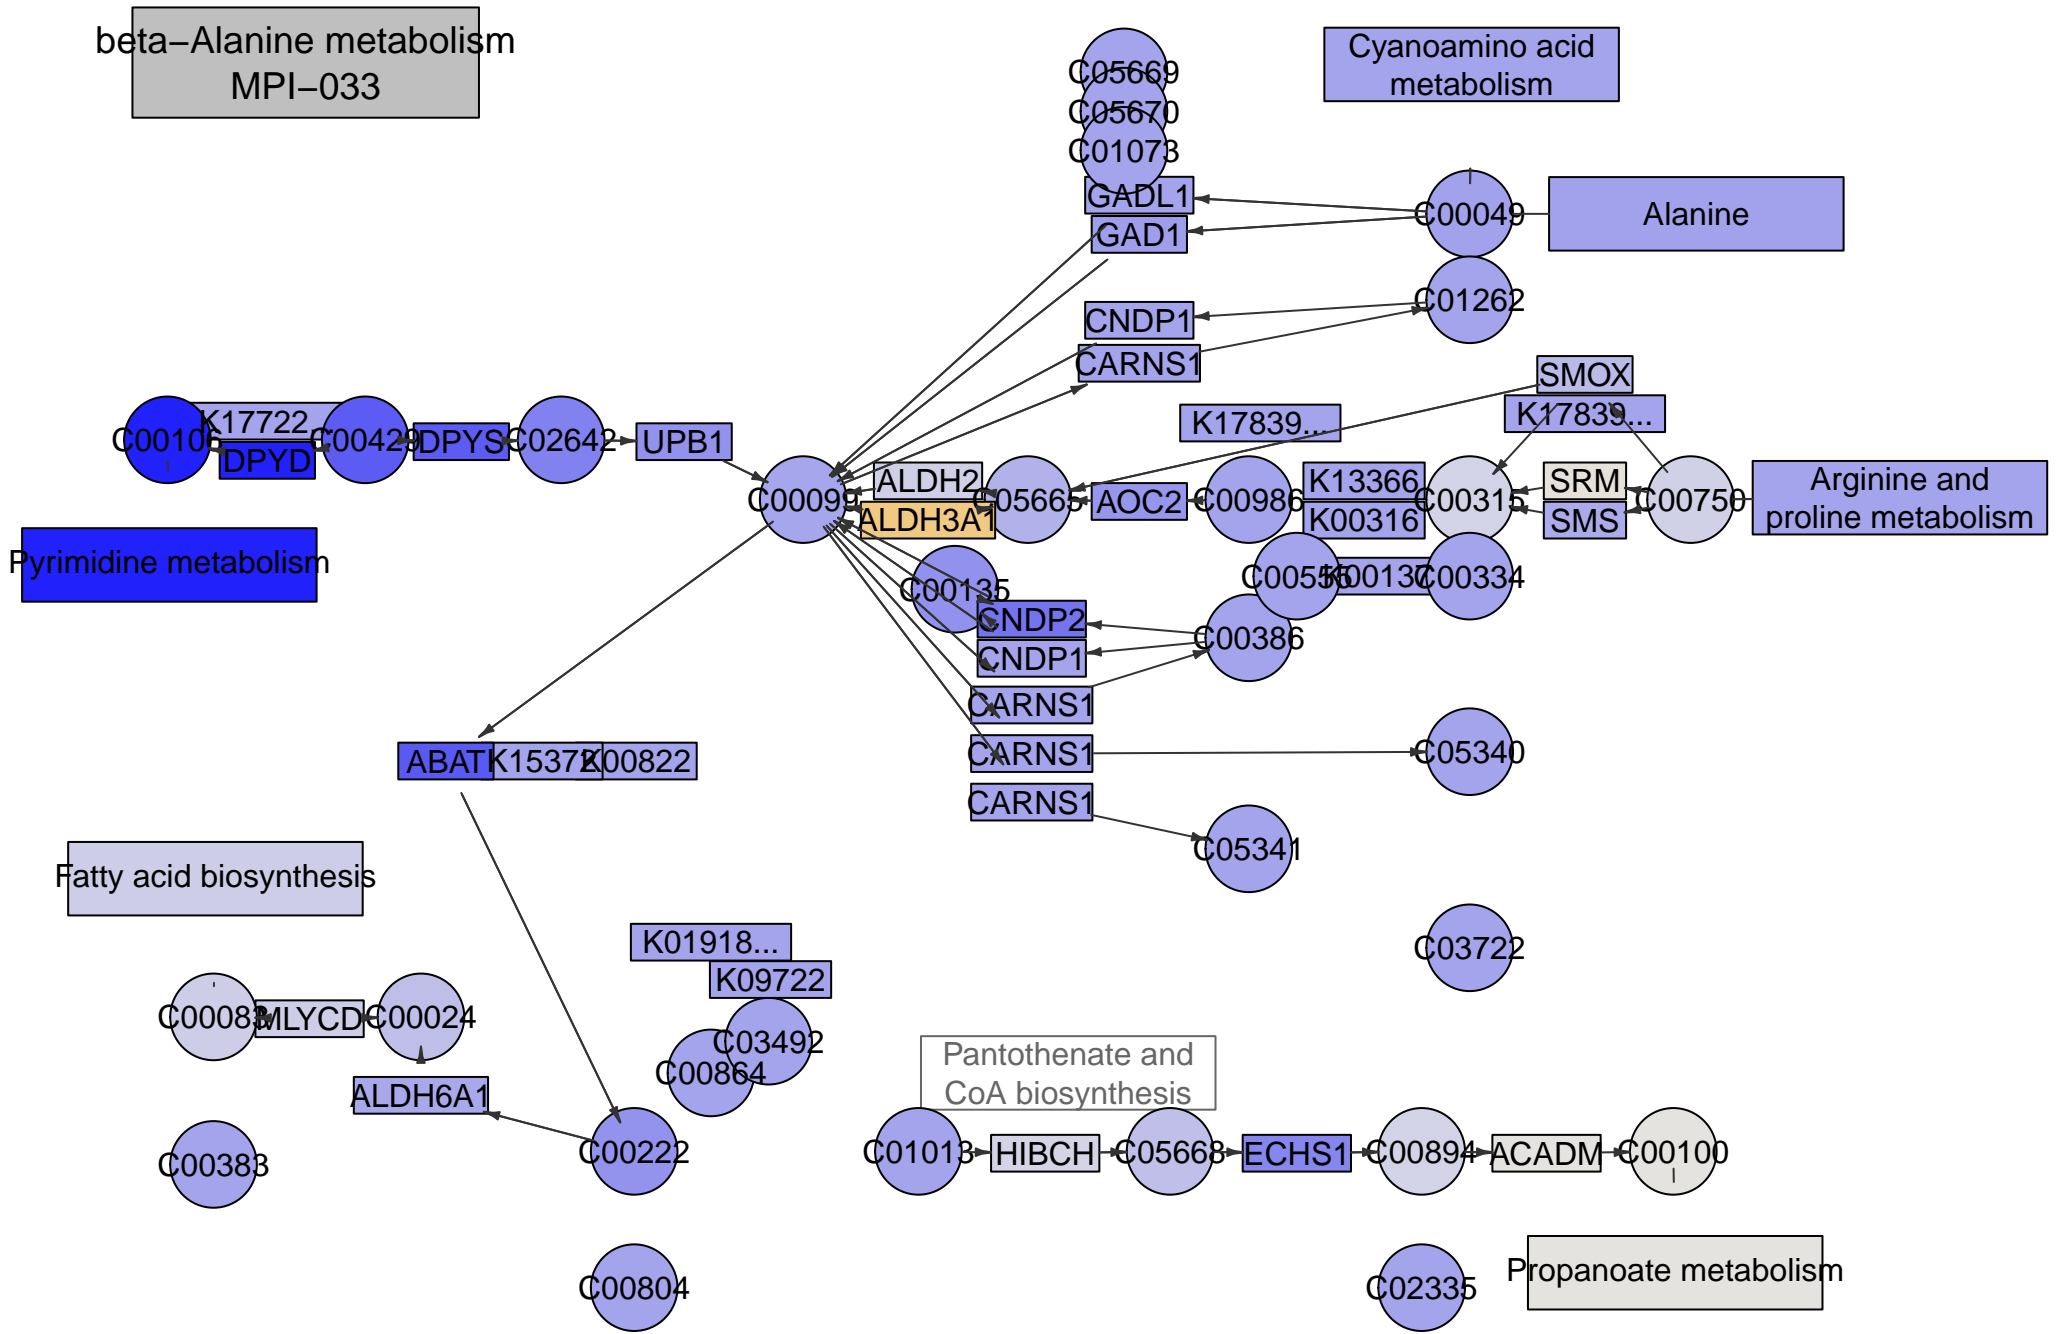 beta−Alanine metabolism
MPI−033
C05669
C05670
C01073
Cyanoamino acid
metabolism
GADL1
GAD1
C00049
Alanine
C01262
CNDP1
CARNS1
SMOX
K17839...
K17839...
C00106
K17722...
DPYD
C00429
DPYS
C02642
UPB1
C00099
ALDH2
ALDH3A1
C05665
AOC2
C00986
K13366
K00316
C00315
SRM
SMS
C00750
Arginine and
proline metabolism
Pyrimidine metabolism
C00135
C00555
K00137
C00334
CNDP2
CNDP1
C00386
CARNS1
CARNS1
CARNS1
C05340
C05341
ABAT
K15372
K00822
Fatty acid biosynthesis
K01918...
K09722
C03722
C00083
MLYCD
C00024
C03492
C00864
ALDH6A1
Pantothenate and
CoA biosynthesis
C00383
C00222
C01013
HIBCH
C05668
ECHS1
C00894
ACADM
C00100
C00804
C02335
Propanoate metabolism